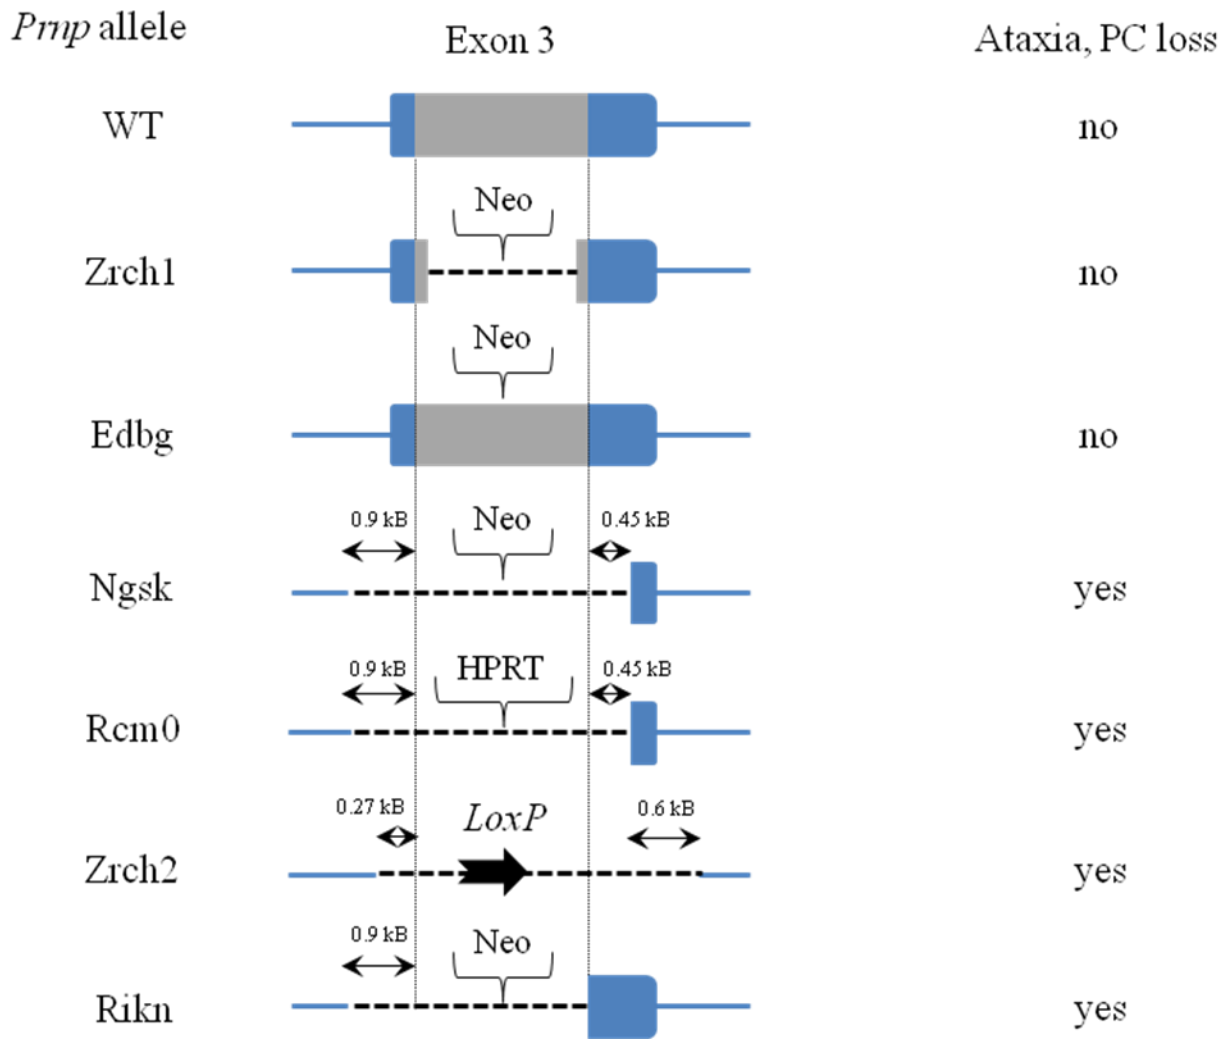 Prnp allele Exon 3 Ataxia, PC loss
WT no
Neo
Zrch1 no
Neo
Edbg no
0.9 kB Neo 0.45 kB
Ngsk yes
0.9 kB HPRT 0.45 kB
Rcm0 yes
0.27 kB LoxP 0.6 kB
Zrch2 yes
0.9 kB Neo
Rikn yes